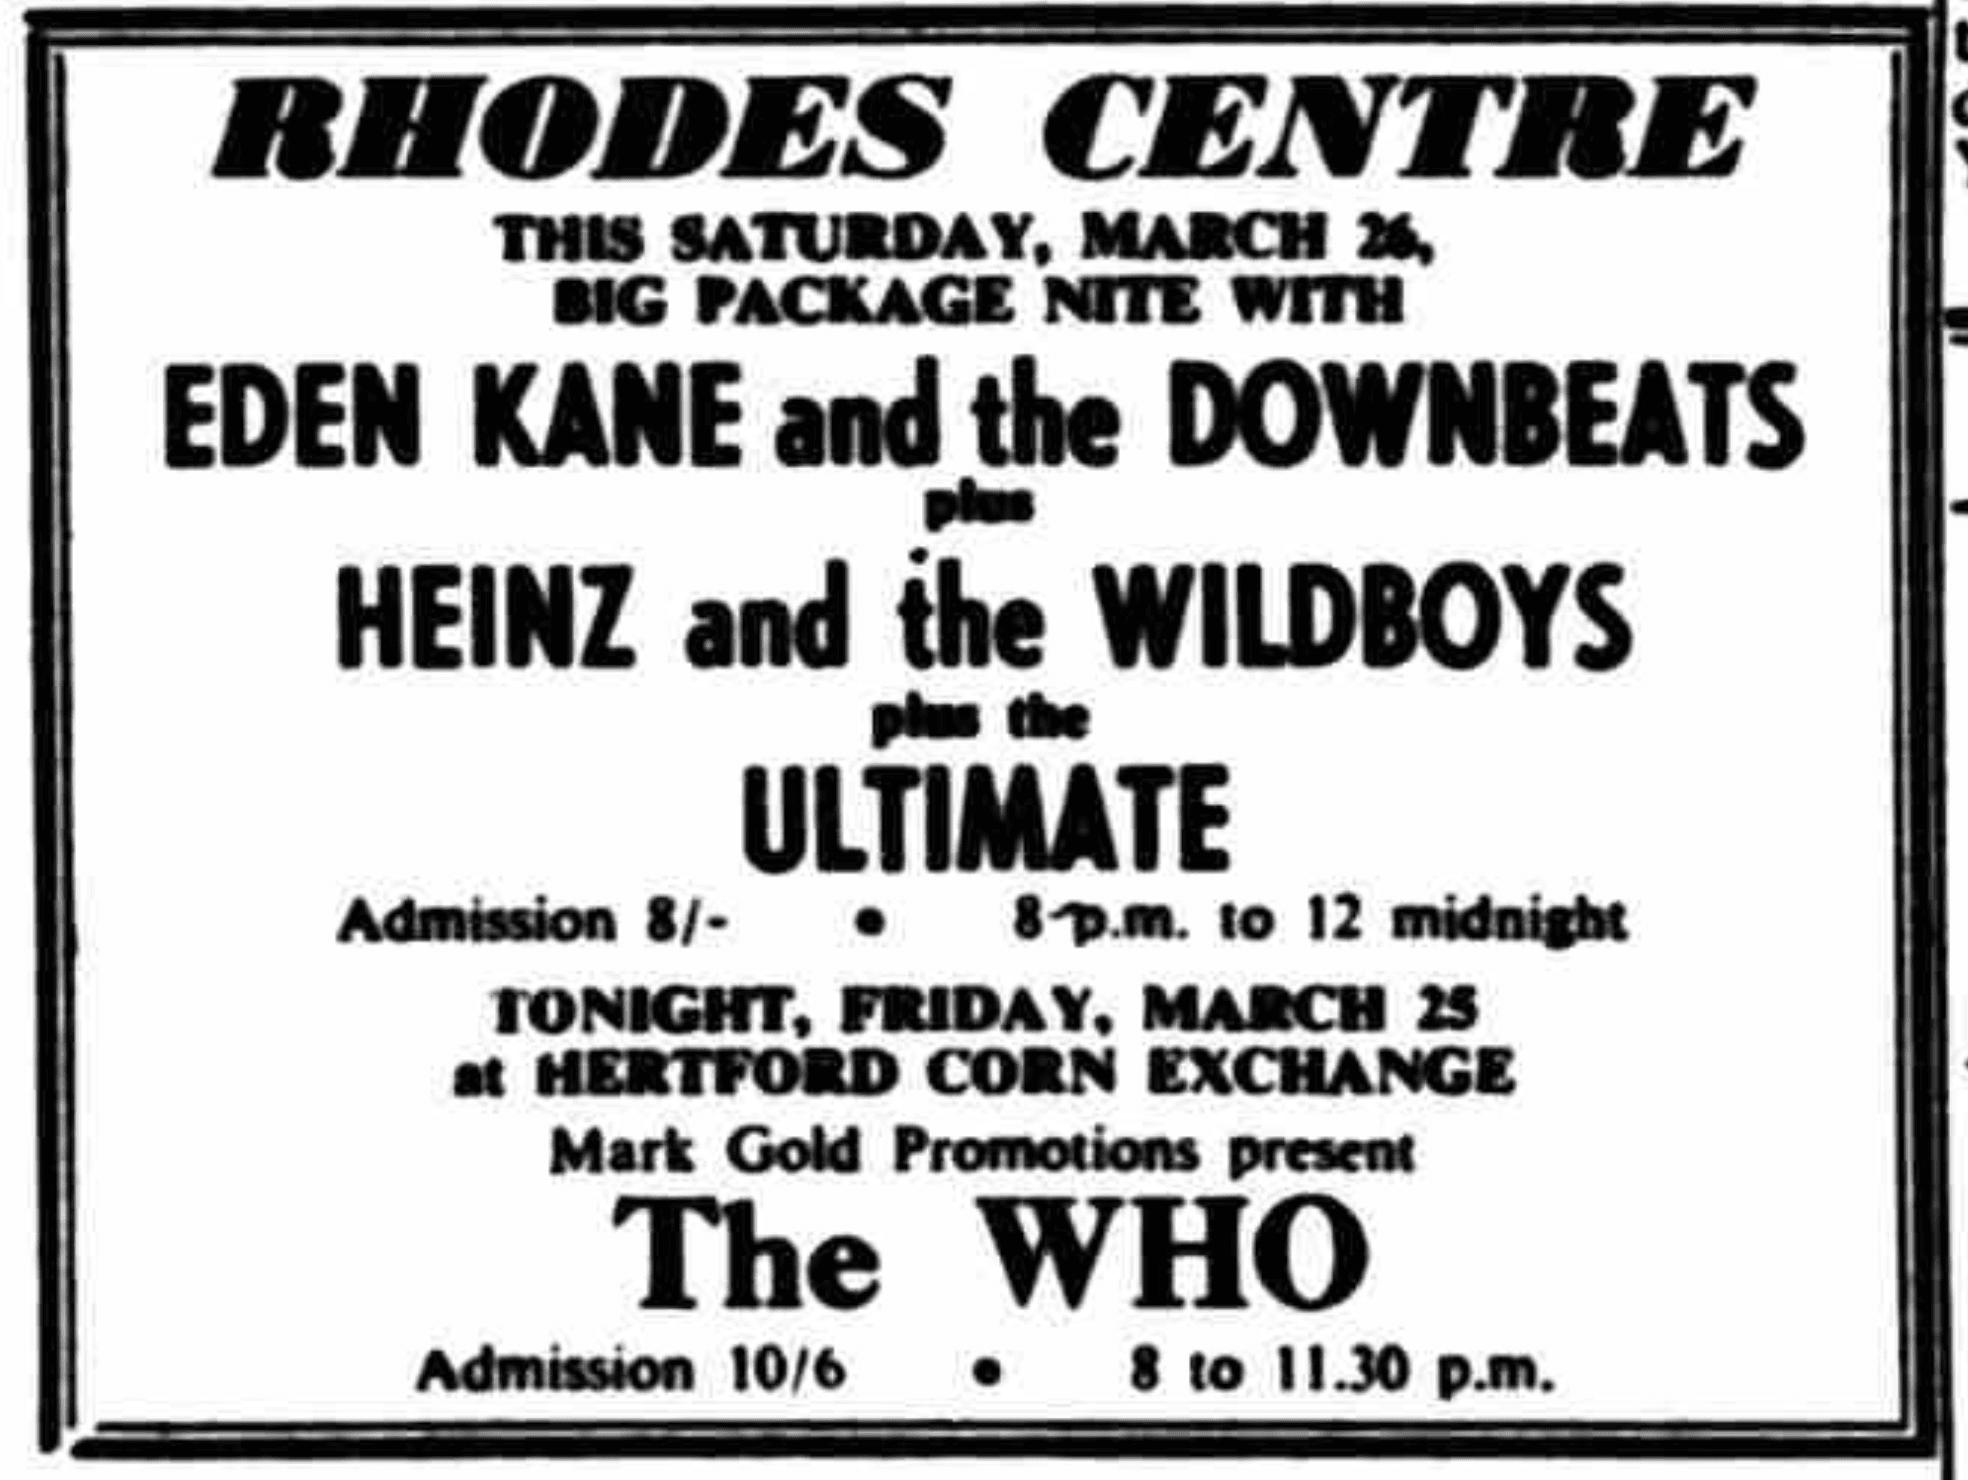 RHODES CENTRE
THIS SATURDAY, MARCH 26,
BIG PACKAGE NITE WITH
EDEN KANE and the DOWNBEATS
plus
HEINZ and the WILDBOYS
plus the
ULTIMATE
Admission 8/- • 8 p.m. to 12 midnight
TONIGHT, FRIDAY, MARCH 25
at HERTFORD CORN EXCHANGE
Mark Gold Promotions present
The WHO
Admission 10/6 • 8 to 11.30 p.m.